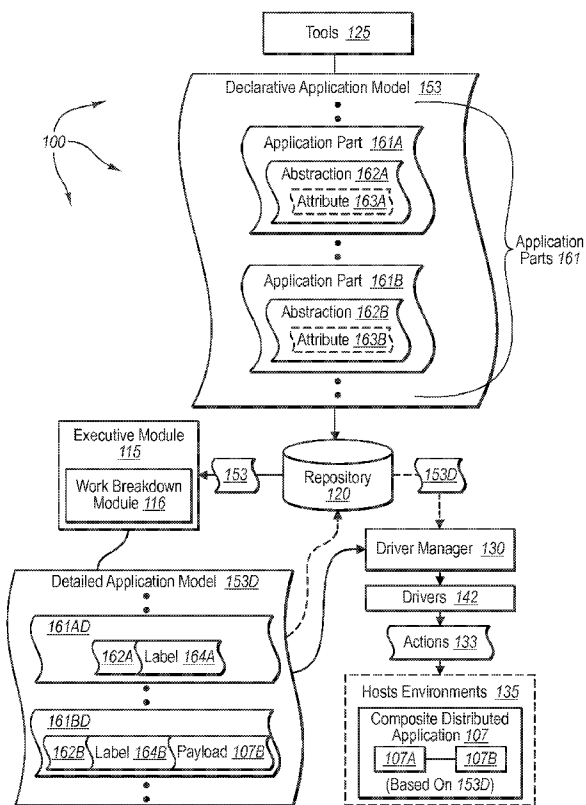 Tools 125
Declarative Application Model 153
100
Application Part 161A
Abstraction 162A
Attribute 163A
Application
Parts 161
Application Part 161B
Abstraction 162B
Attribute 163B
Executive Module
115
Work Breakdown
Module 116
153
Repository
120
153D
Driver Manager 130
Drivers 142
Actions 133
Detailed Application Model 153D
161AD
162A Label 164A
161BD
162B Label 164B Payload 107B
Hosts Environments 135
Composite Distributed
Application 107
107A 107B
(Based On 153D)